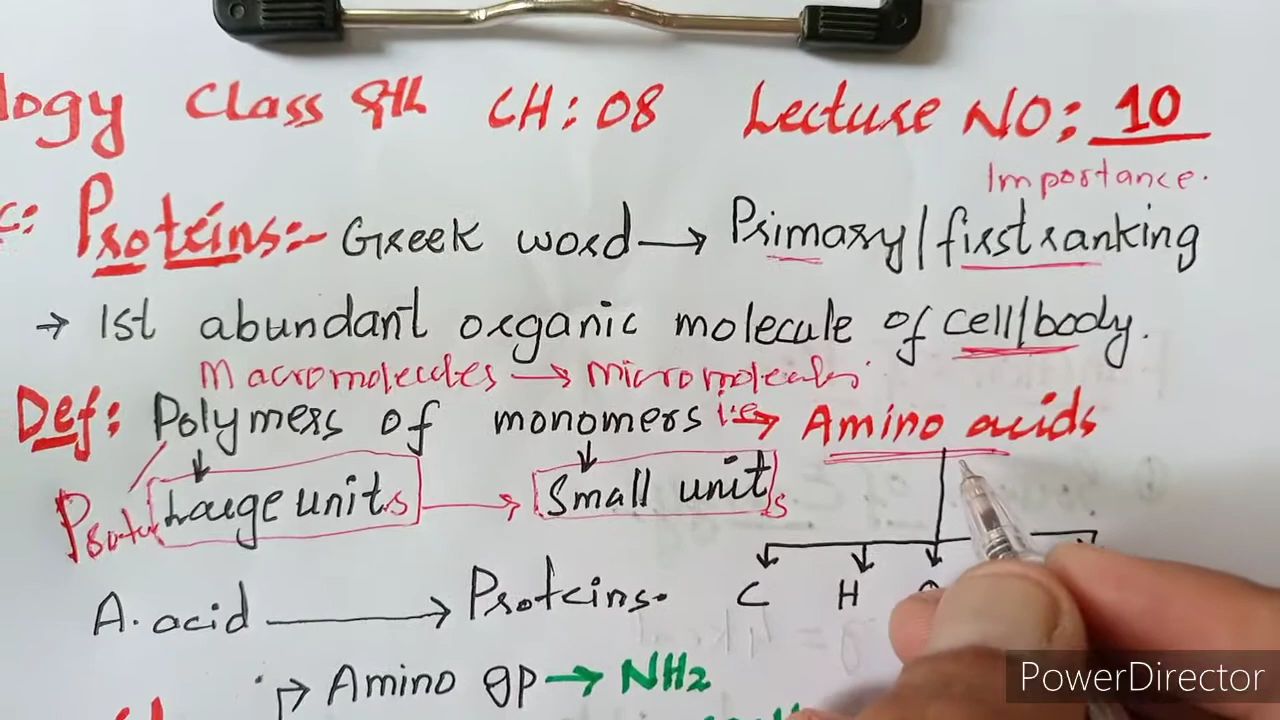 logy Class 9th CH: 08 Lecture NO: 10
Importance.
c: Proteins:- Greek word → Primary/first ranking
→ 1st abundant organic molecule of cell/body.
Macromolecules → micromolecules
Def: Polymers of monomers i.e → Amino acids
Large units → Small units
A. acid → Proteins.
C H
Amino gp → NH2
PowerDirector